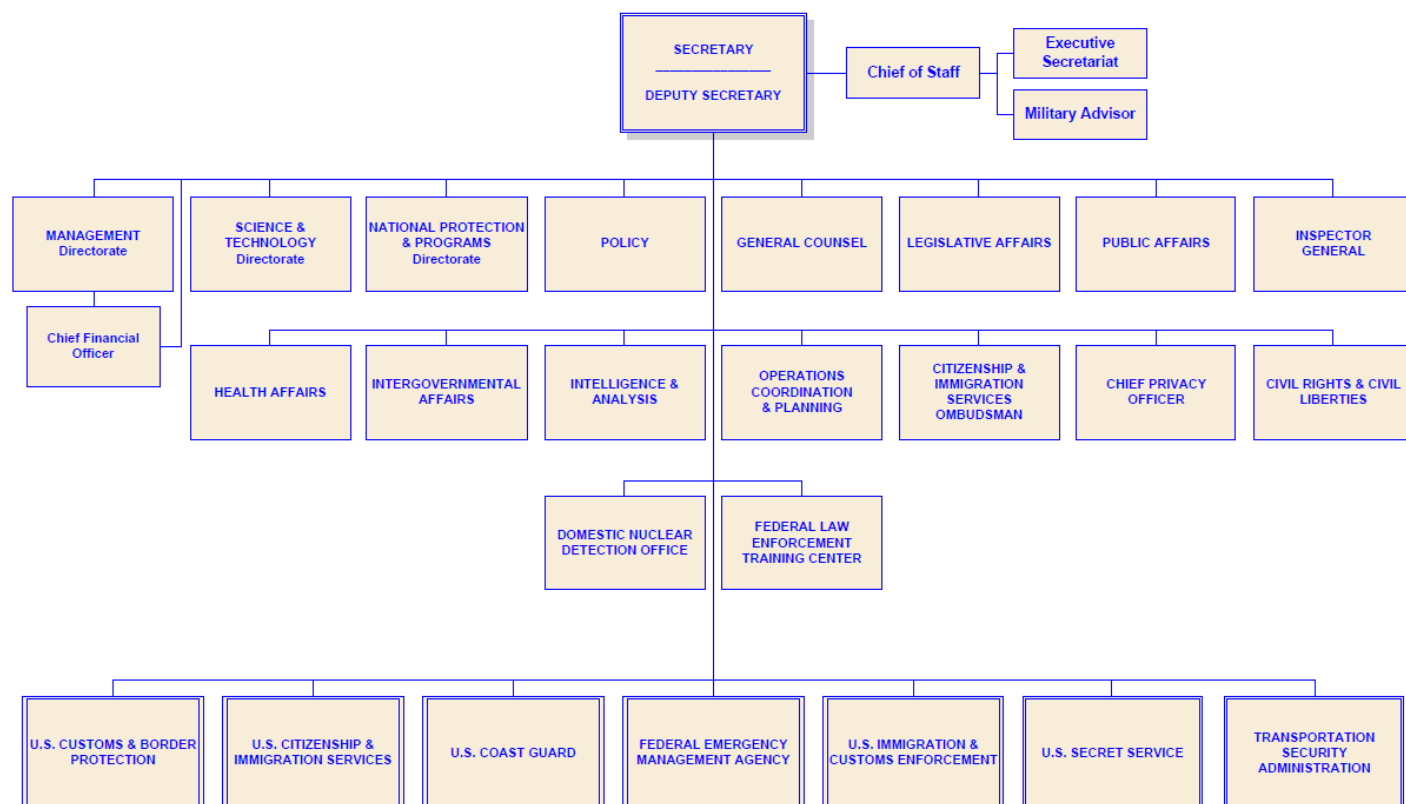 SECRETARY
DEPUTY SECRETARY
Chief of Staff
Executive
Secretariat
Military Advisor
MANAGEMENT
Directorate
SCIENCE &
TECHNOLOGY
Directorate
NATIONAL PROTECTION
& PROGRAMS
Directorate
POLICY
GENERAL COUNSEL
LEGISLATIVE AFFAIRS
PUBLIC AFFAIRS
INSPECTOR
GENERAL
Chief Financial
Officer
HEALTH AFFAIRS
INTERGOVERNMENTAL
AFFAIRS
INTELLIGENCE &
ANALYSIS
OPERATIONS
COORDINATION
& PLANNING
CITIZENSHIP &
IMMIGRATION
SERVICES
OMBUDSMAN
CHIEF PRIVACY
OFFICER
CIVIL RIGHTS & CIVIL
LIBERTIES
DOMESTIC NUCLEAR
DETECTION OFFICE
FEDERAL LAW
ENFORCEMENT
TRAINING CENTER
U.S. CUSTOMS & BORDER
PROTECTION
U.S. CITIZENSHIP &
IMMIGRATION SERVICES
U.S. COAST GUARD
FEDERAL EMERGENCY
MANAGEMENT AGENCY
U.S. IMMIGRATION &
CUSTOMS ENFORCEMENT
U.S. SECRET SERVICE
TRANSPORTATION
SECURITY
ADMINISTRATION